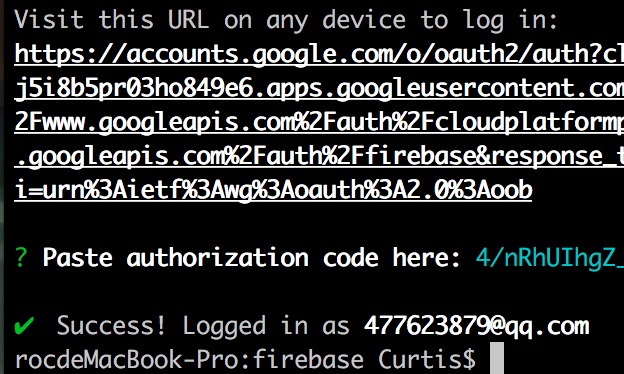 Visit this URL on any device to log in:
https://accounts.google.com/o/oauth2/auth?cl
j5i8b5pr03ho849e6.apps.googleusercontent.com
2Fwww.googleapis.com%2Fauth%2Fcloudplatformp
.googleapis.com%2Fauth%2Ffirebase&response_t
i=urn%3Aietf%3Awg%3Aoauth%3A2.0%3Aoob
? Paste authorization code here: 4/nRhUIhgZ_
✔ Success! Logged in as 477623879@qq.com
rocdeMacBook-Pro:firebase Curtis$